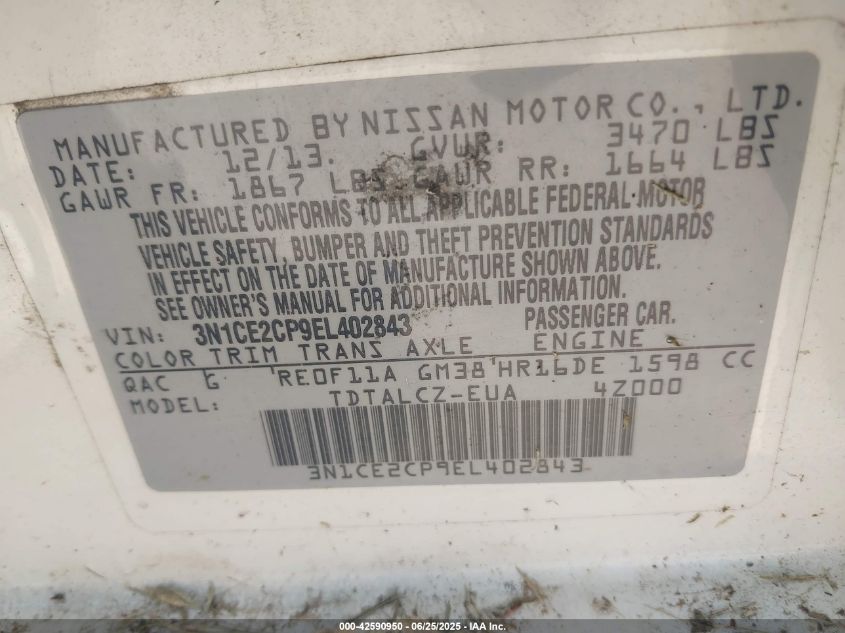 MANUFACTURED BY NISSAN MOTOR CO., LTD.
DATE: 12/13. GVWR: 3470 LBS
GAWR FR: 1867 LBS GAWR RR: 1664 LBS
THIS VEHICLE CONFORMS TO ALL APPLICABLE FEDERAL MOTOR
VEHICLE SAFETY, BUMPER AND THEFT PREVENTION STANDARDS
IN EFFECT ON THE DATE OF MANUFACTURE SHOWN ABOVE.
SEE OWNER'S MANUAL FOR ADDITIONAL INFORMATION.
VIN: 3N1CE2CP9EL402843 PASSENGER CAR.
COLOR TRIM TRANS AXLE ENGINE
QAC G RE0F11A GM38 HR16DE 1598 CC
MODEL: TDTALCZ-EUA 4Z000
3N1CE2CP9EL402843
000-42590950 | 06/25/2025 - IAA Inc.